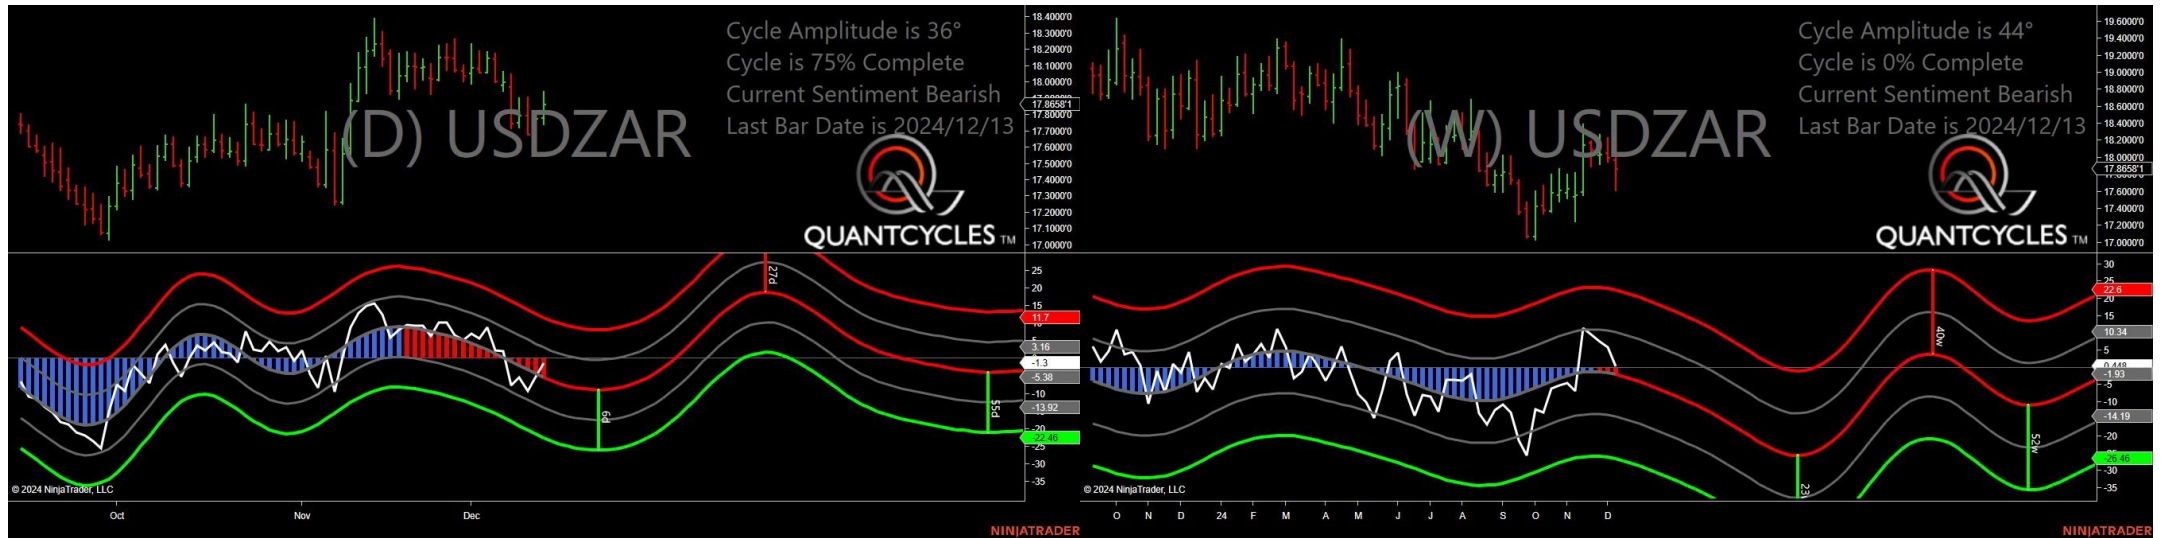 Cycle Amplitude is 36°
Cycle is 75% Complete
Current Sentiment Bearish
Last Bar Date is 2024/12/13
(D) USDZAR
QUANTCYCLES TM
18.4000'0
18.3000'0
18.2000'0
18.1000'0
18.0000'0
17.8658'1
17.7000'0
17.6000'0
17.5000'0
17.4000'0
17.3000'0
17.2000'0
17.1000'0
17.0000'0
27d
6d
55d
25
20
15
11.7
3.16
-1.3
-5.38
-10
-13.92
-20
-22.46
-25
-30
-35
© 2024 NinjaTrader, LLC
Oct
Nov
Dec
NINJATRADER
Cycle Amplitude is 44°
Cycle is 0% Complete
Current Sentiment Bearish
Last Bar Date is 2024/12/13
(W) USDZAR
QUANTCYCLES TM
19.6000'0
19.4000'0
19.2000'0
19.0000'0
18.8000'0
18.6000'0
18.4000'0
18.2000'0
18.0000'0
17.8658'1
17.6000'0
17.4000'0
17.2000'0
17.0000'0
40w
23
52w
30
22.6
20
15
10.34
5
-1.93
-5
-10
-14.19
-20
-26.46
-30
-35
© 2024 NinjaTrader, LLC
O
N
D
24
F
M
A
M
J
J
A
S
O
N
D
NINJATRADER